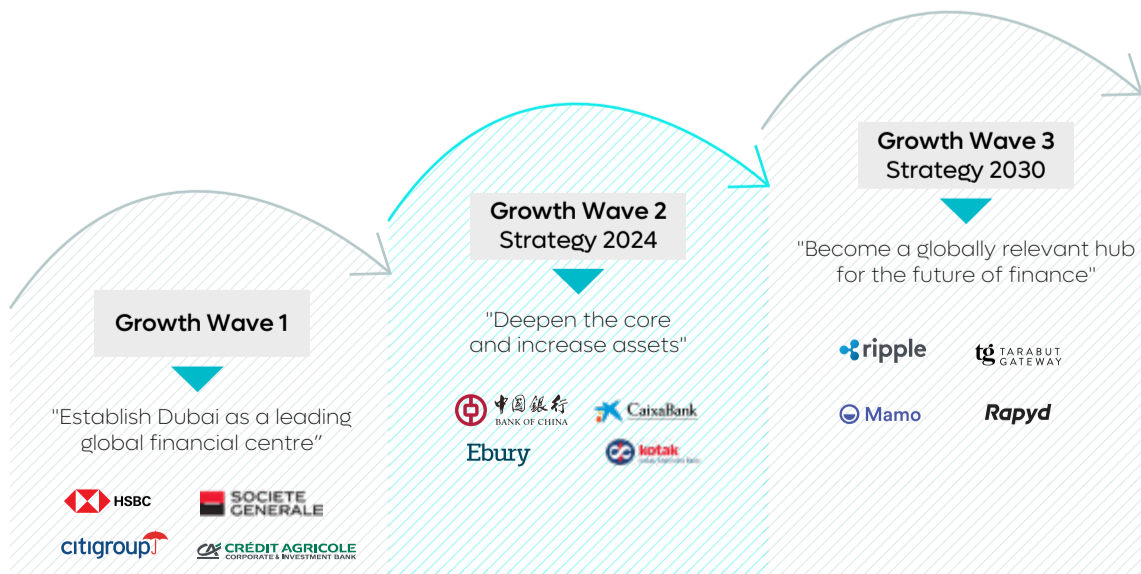 Growth Wave 1
"Establish Dubai as a leading
global financial centre”
HSBC
SOCIETE
GENERALE
citigroup
CRÉDIT AGRICOLE
CORPORATE & INVESTMENT BANK
Growth Wave 2
Strategy 2024
"Deepen the core
and increase assets"
中国银行
BANK OF CHINA
CaixaBank
Ebury
kotak
Growth Wave 3
Strategy 2030
"Become a globally relevant hub
for the future of finance"
ripple
tg TARABUT
GATEWAY
Mamo
Rapyd